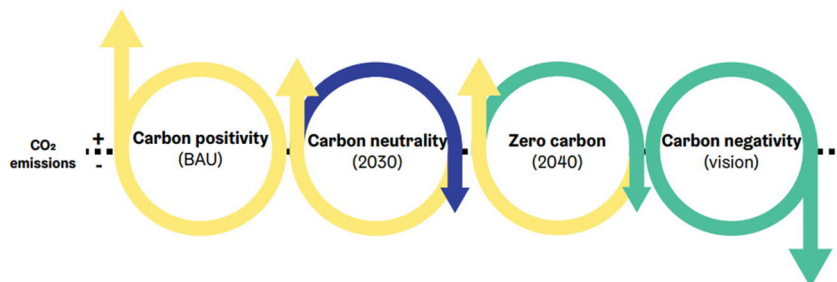 CO₂
emissions
+
-
Carbon positivity
(BAU)
Carbon neutrality
(2030)
Zero carbon
(2040)
Carbon negativity
(vision)